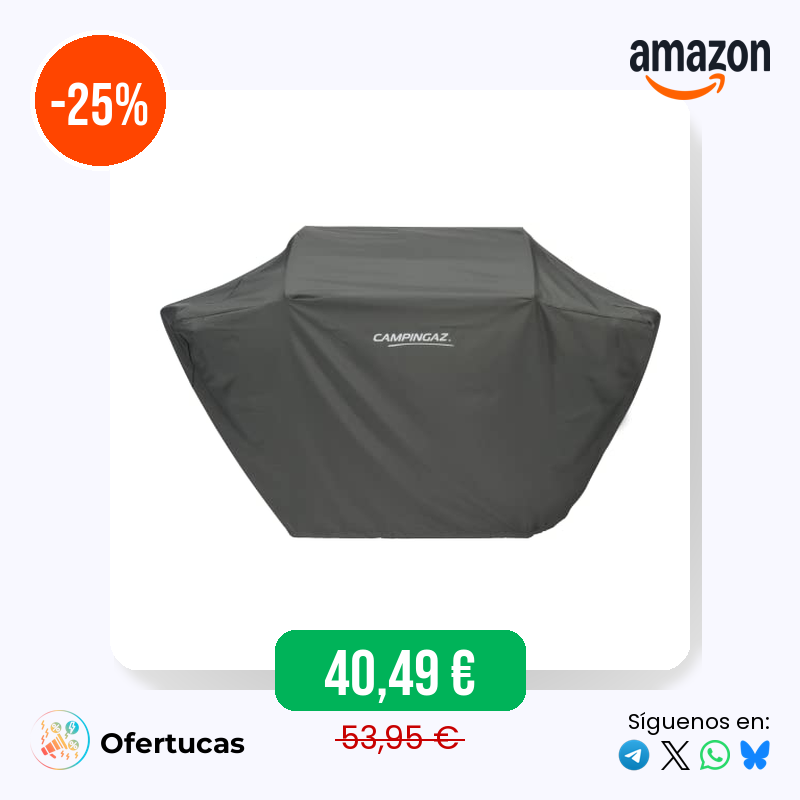 -25%
amazon
CAMPINGAZ®
40,49 €
53,95 €
Ofertucas
Síguenos en: